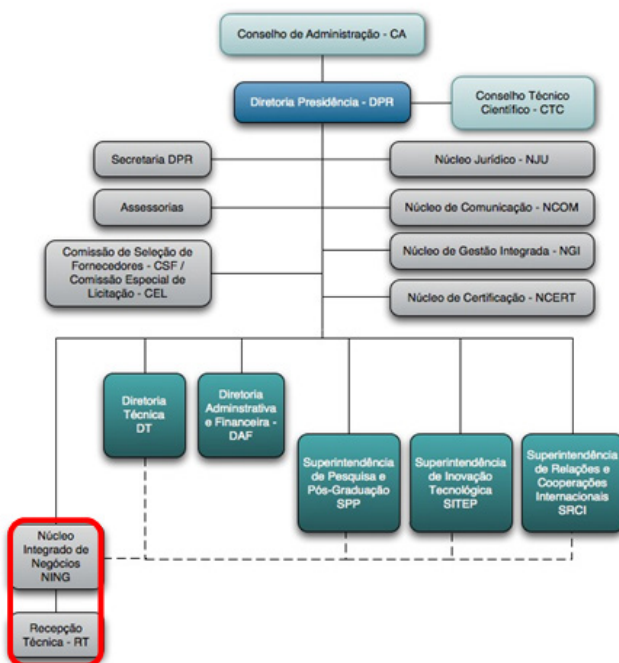 Conselho de Administração - CA
Diretoria Presidência - DPR
Conselho Técnico
Científico - CTC
Secretaria DPR
Núcleo Jurídico - NJU
Assessorias
Núcleo de Comunicação - NCOM
Comissão de Seleção de
Fornecedores - CSF /
Comissão Especial de
Licitação - CEL
Núcleo de Gestão Integrada - NGI
Núcleo de Certificação - NCERT
Diretoria
Técnica
DT
Diretoria
Adminstrativa
e Financeira -
DAF
Superintendência
de Pesquisa e
Pós-Graduação
SPP
Superintendência
de Inovação
Tecnológica
SITEP
Superintendência
de Relações e
Cooperações
Internacionais
SRCI
Núcleo
Integrado de
Negócios
NING
Recepção
Técnica - RT